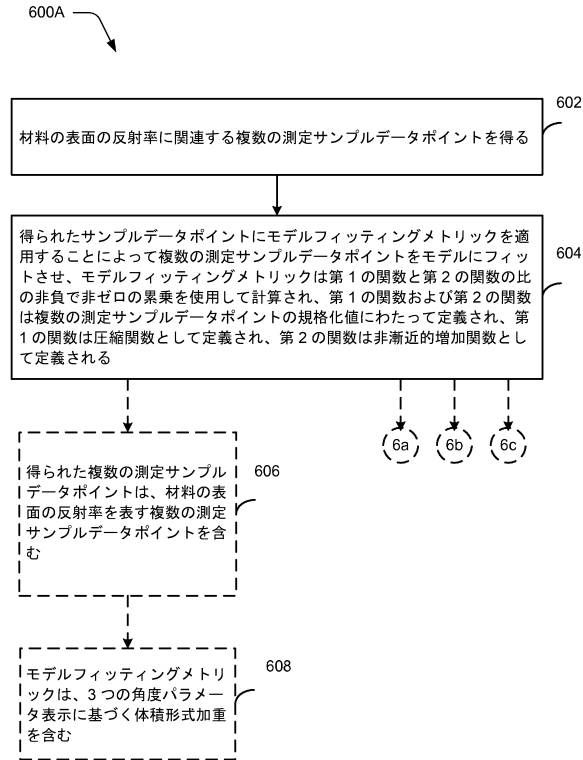 600A
602
材料の表面の反射率に関連する複数の測定サンプルデータポイントを得る
604
得られたサンプルデータポイントにモデルフィッティングメトリックを適
用することによって複数の測定サンプルデータポイントをモデルにフィッ
トさせ、モデルフィッティングメトリックは第１の関数と第２の関数の比
の非負で非ゼロの累乗を使用して計算され、第１の関数および第２の関数
は複数の測定サンプルデータポイントの規格化値にわたって定義され、第
１の関数は圧縮関数として定義され、第２の関数は非漸近的増加関数とし
て定義される
6a
6b
6c
606
得られた複数の測定サンプル
データポイントは、材料の表
面の反射率を表す複数の測定
サンプルデータポイントを含
む
608
モデルフィッティングメトリ
ックは、３つの角度パラメー
タ表示に基づく体積形式加重
を含む